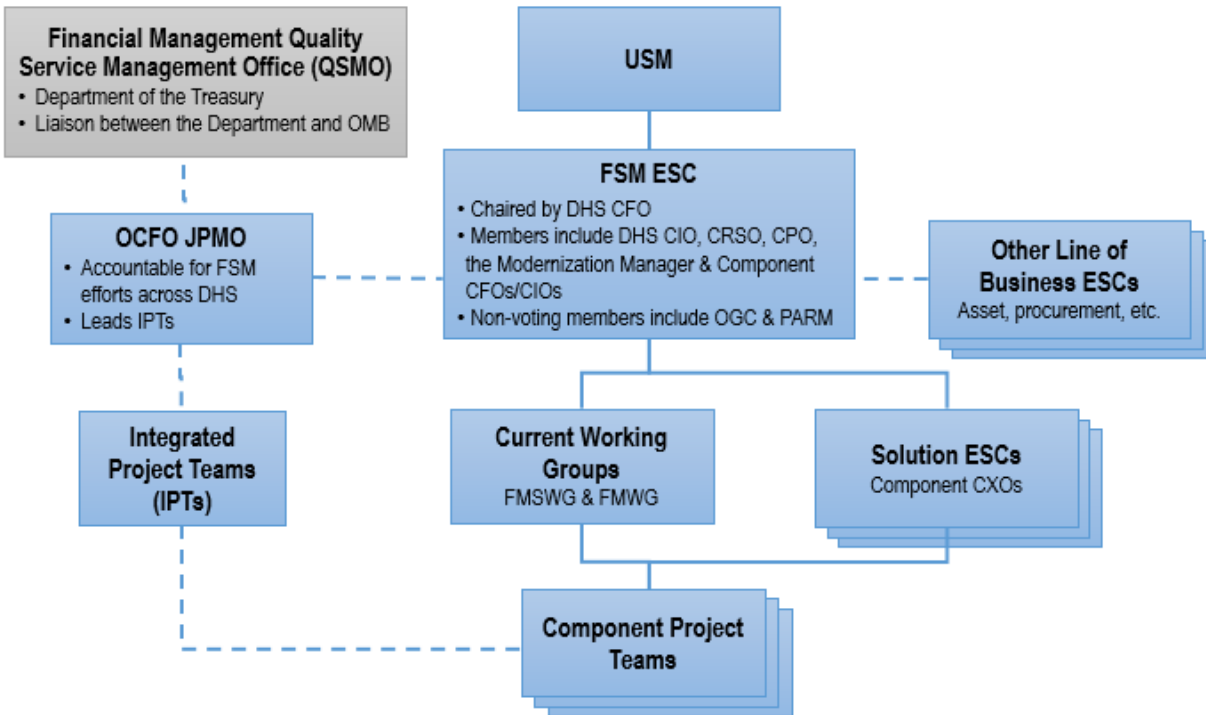 Financial Management Quality
Service Management Office (QSMO)
• Department of the Treasury
• Liaison between the Department and OMB
USM
FSM ESC
• Chaired by DHS CFO
• Members include DHS CIO, CRSO, CPO,
the Modernization Manager & Component
CFOs/CIOs
• Non-voting members include OGC & PARM
OCFO JPMO
• Accountable for FSM
efforts across DHS
• Leads IPTs
Other Line of
Business ESCs
Asset, procurement, etc.
Integrated
Project Teams
(IPTs)
Current Working
Groups
FMSWG & FMWG
Solution ESCs
Component CXOs
Component Project
Teams